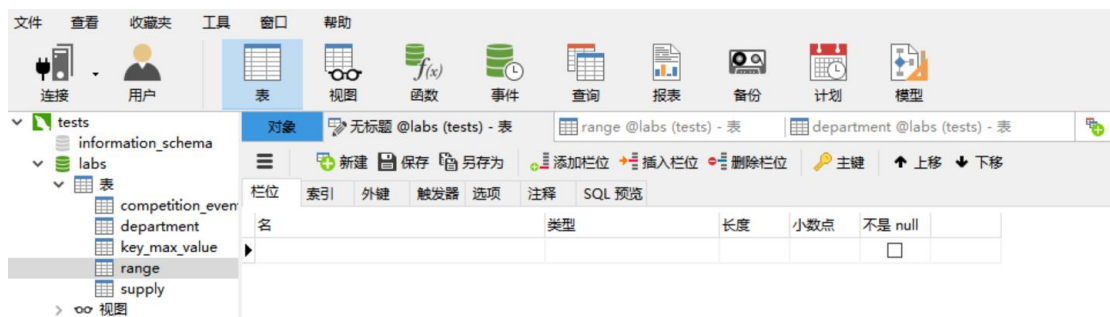 文件 查看 收藏夹 工具 窗口 帮助
连接 用户 表 视图 f(x) 函数 事件 查询 报表 备份 计划 模型
tests
information_schema
labs
表
competition_even
department
key_max_value
range
supply
视图
对象 无标题 @labs (tests) - 表 range @labs (tests) - 表 department @labs (tests) - 表
新建 保存 另存为 添加栏位 插入栏位 删除栏位 主键 上移 下移
栏位 索引 外键 触发器 选项 注释 SQL 预览
名 类型 长度 小数点 不是 null